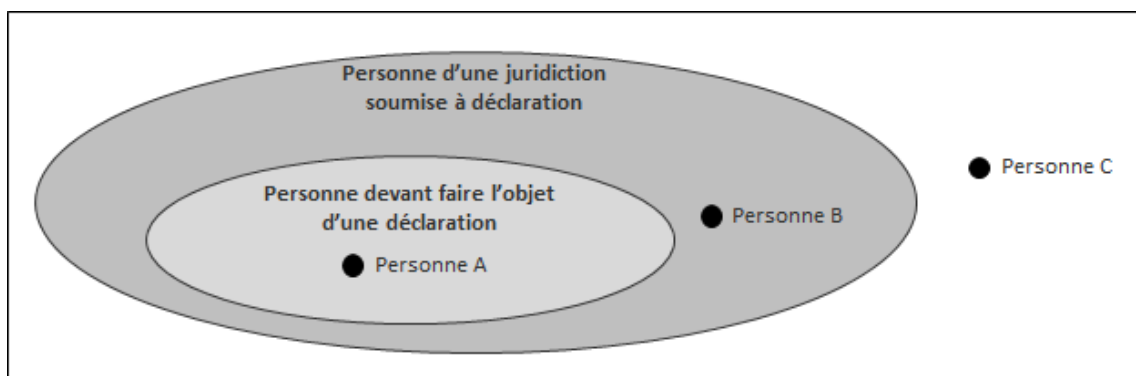 Personne d’une juridiction
soumise à déclaration
Personne C
Personne devant faire l’objet
d’une déclaration
Personne B
Personne A